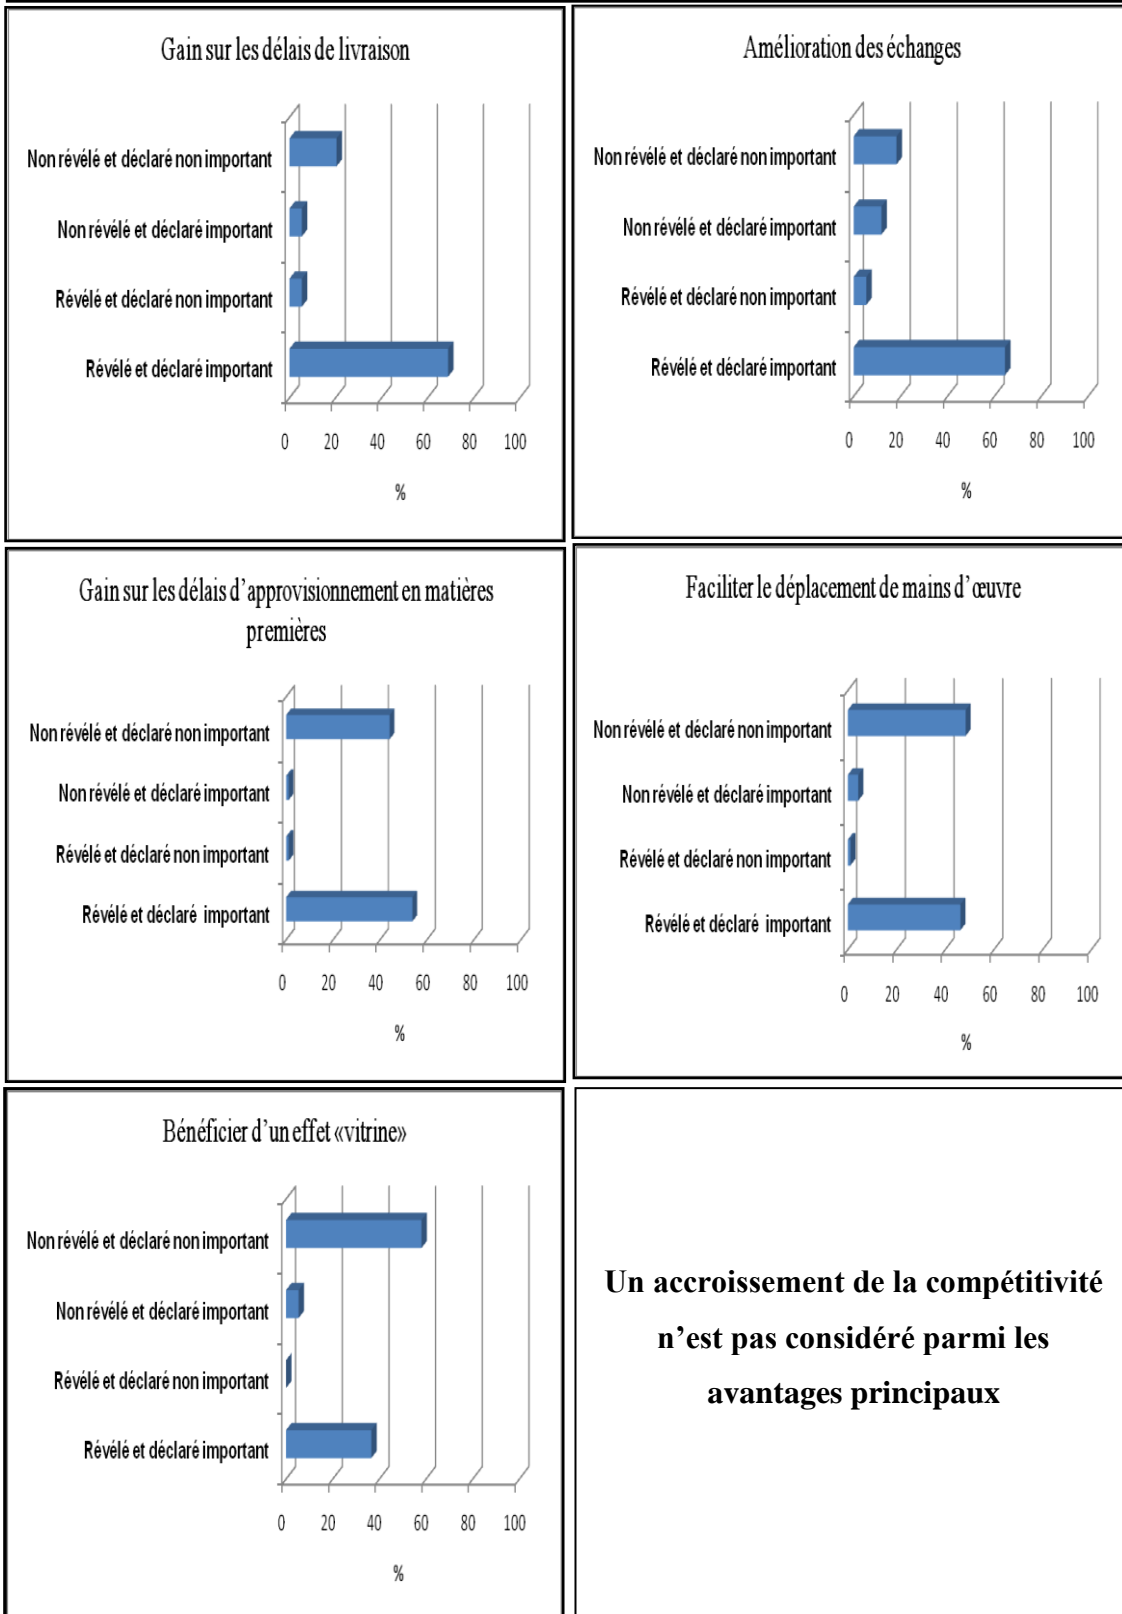 Gain sur les délais de livraison
Non révélé et déclaré non important
Non révélé et déclaré important
Révélé et déclaré non important
Révélé et déclaré important
0 20 40 60 80 100
%
Amélioration des échanges
Non révélé et déclaré non important
Non révélé et déclaré important
Révélé et déclaré non important
Révélé et déclaré important
0 20 40 60 80 100
%
Gain sur les délais d’approvisionnement en matières
premières
Non révélé et déclaré non important
Non révélé et déclaré important
Révélé et déclaré non important
Révélé et déclaré important
0 20 40 60 80 100
%
Faciliter le déplacement de mains d’œuvre
Non révélé et déclaré non important
Non révélé et déclaré important
Révélé et déclaré non important
Révélé et déclaré important
0 20 40 60 80 100
%
Bénéficier d’un effet «vitrine»
Non révélé et déclaré non important
Non révélé et déclaré important
Révélé et déclaré non important
Révélé et déclaré important
0 20 40 60 80 100
%
Un accroissement de la compétitivité
n’est pas considéré parmi les
avantages principaux